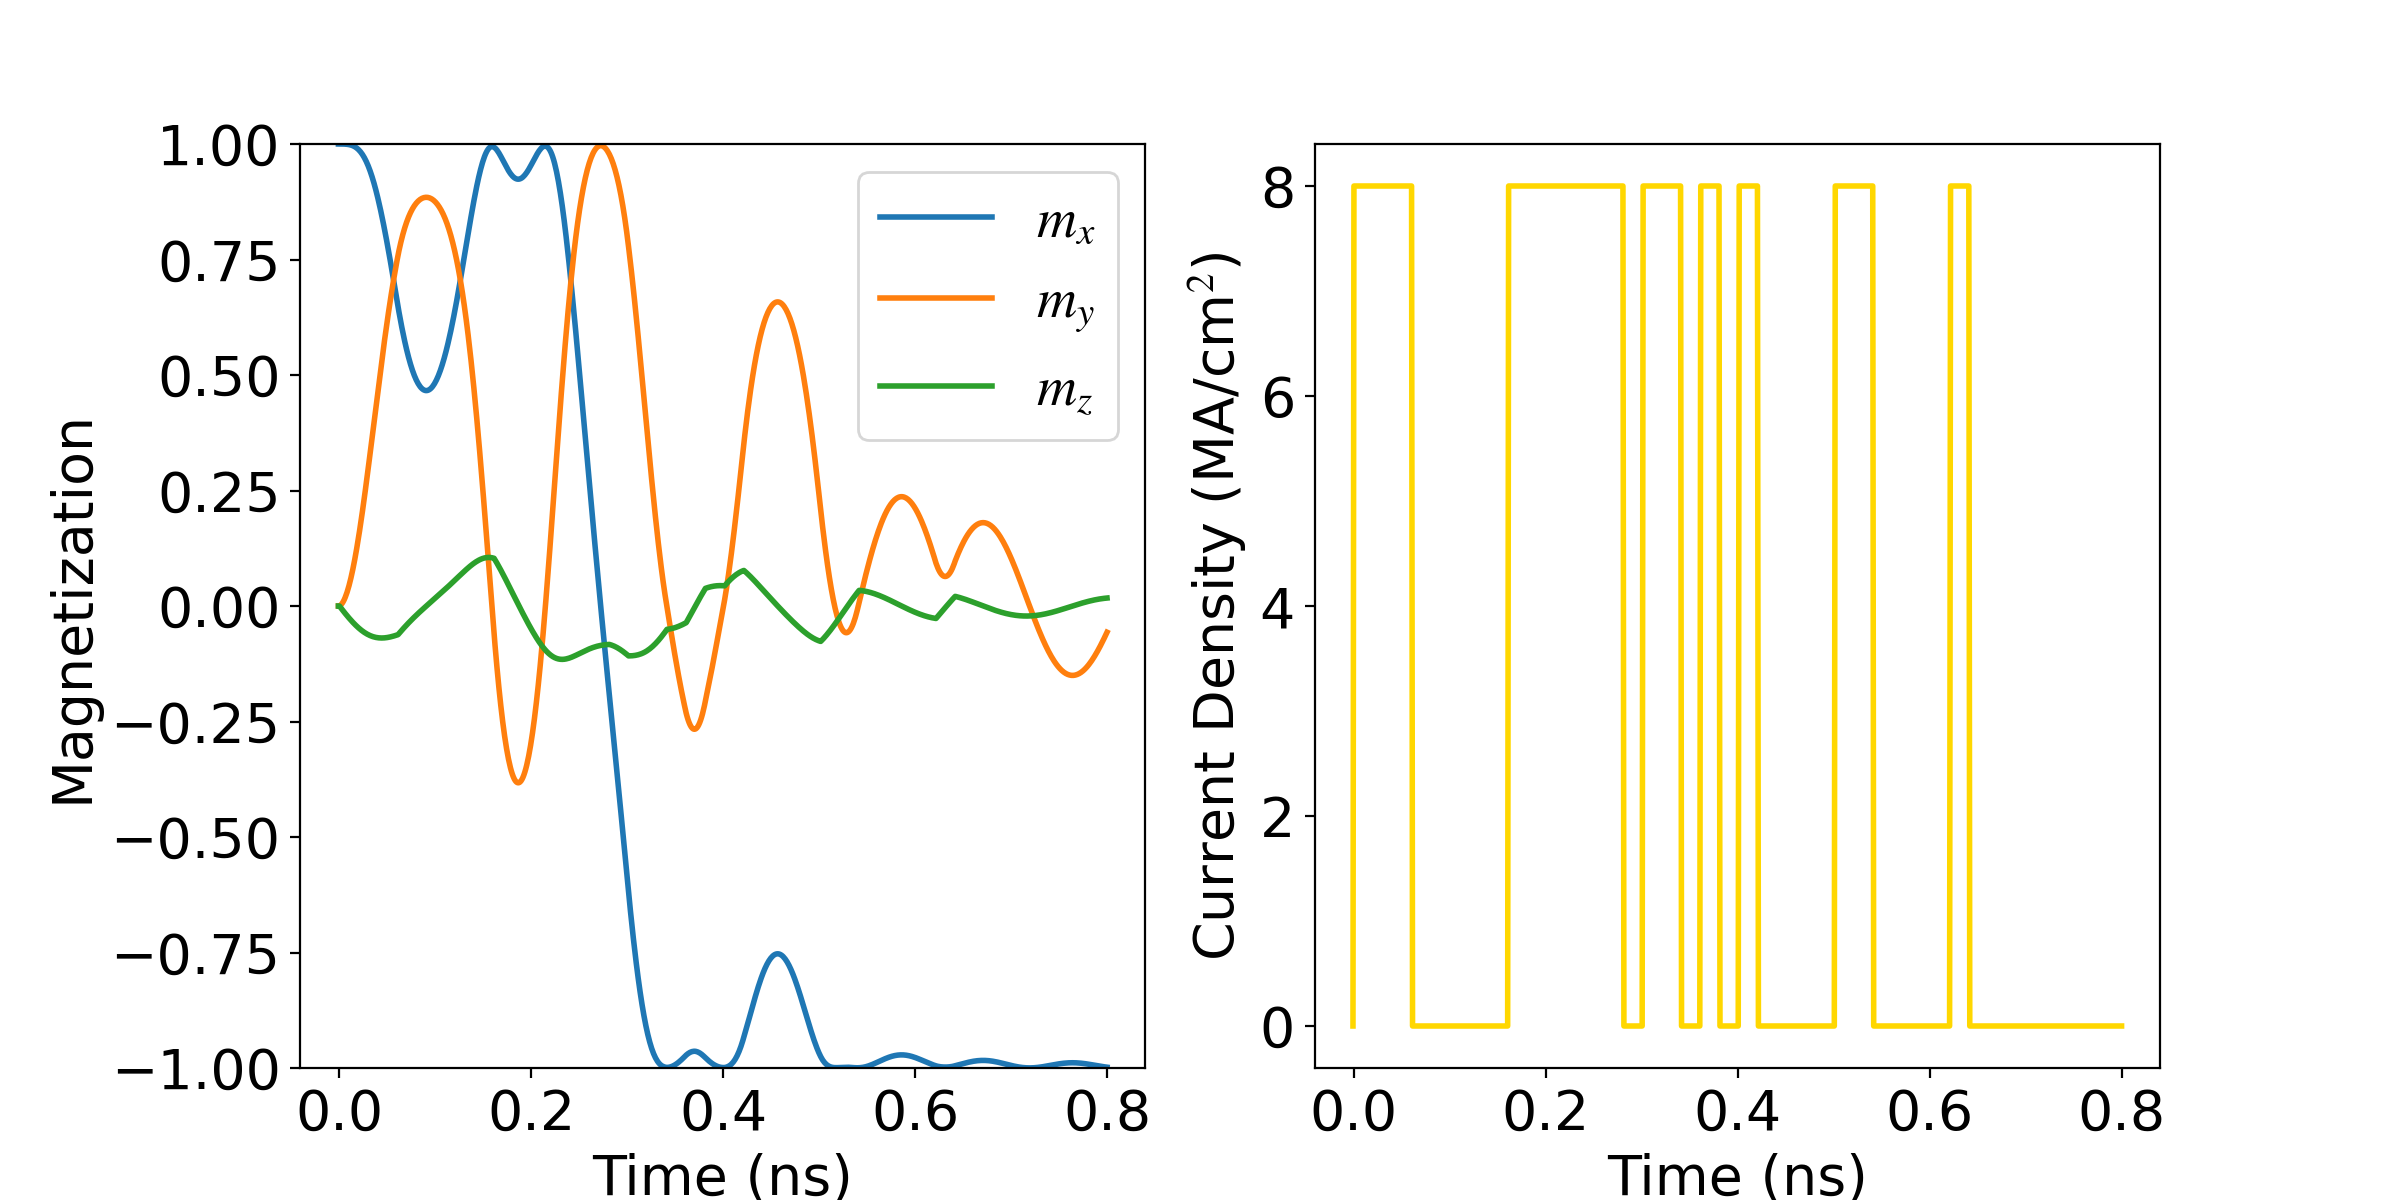 Magnetization
1.00
0.75
0.50
0.25
0.00
−0.25
−0.50
−0.75
−1.00
0.0 0.2 0.4 0.6 0.8
Time (ns)
mₓ
m_y
m_z
Current Density (MA/cm²)
8
6
4
2
0
0.0 0.2 0.4 0.6 0.8
Time (ns)